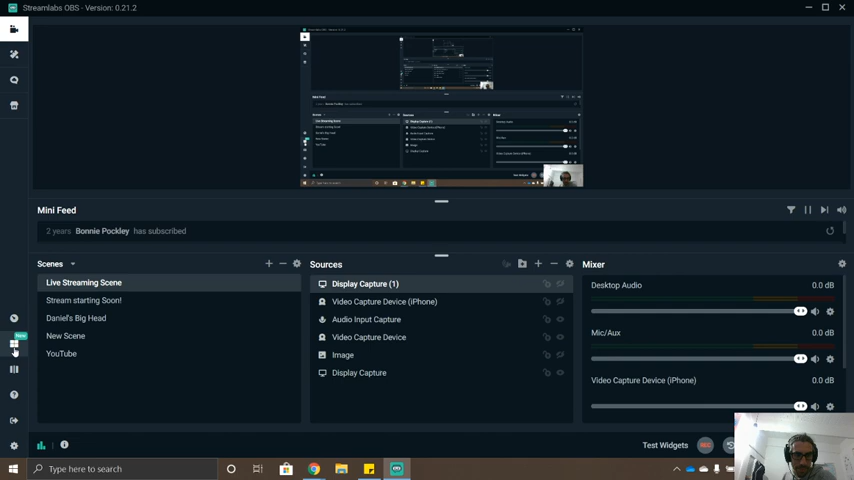 Streamlabs OBS - Version: 0.21.2
Mini Feed
2 years Bonnie Pockley has subscribed
Scenes
Live Streaming Scene
Stream starting Soon!
Daniel's Big Head
New Scene
YouTube
Sources
Display Capture (1)
Video Capture Device (iPhone)
Audio Input Capture
Video Capture Device
Image
Display Capture
Mixer
Desktop Audio 0.0 dB
Mic/Aux 0.0 dB
Video Capture Device (iPhone) 0.0 dB
New
Test Widgets REC
Type here to search